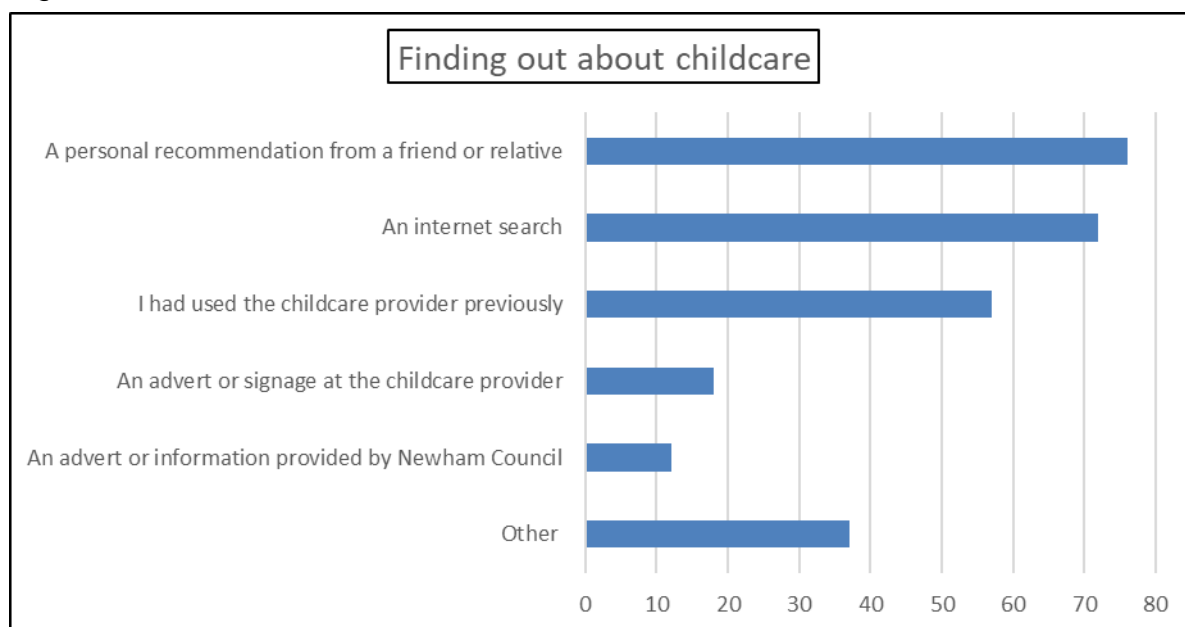 Finding out about childcare
A personal recommendation from a friend or relative
An internet search
I had used the childcare provider previously
An advert or signage at the childcare provider
An advert or information provided by Newham Council
Other
0 10 20 30 40 50 60 70 80